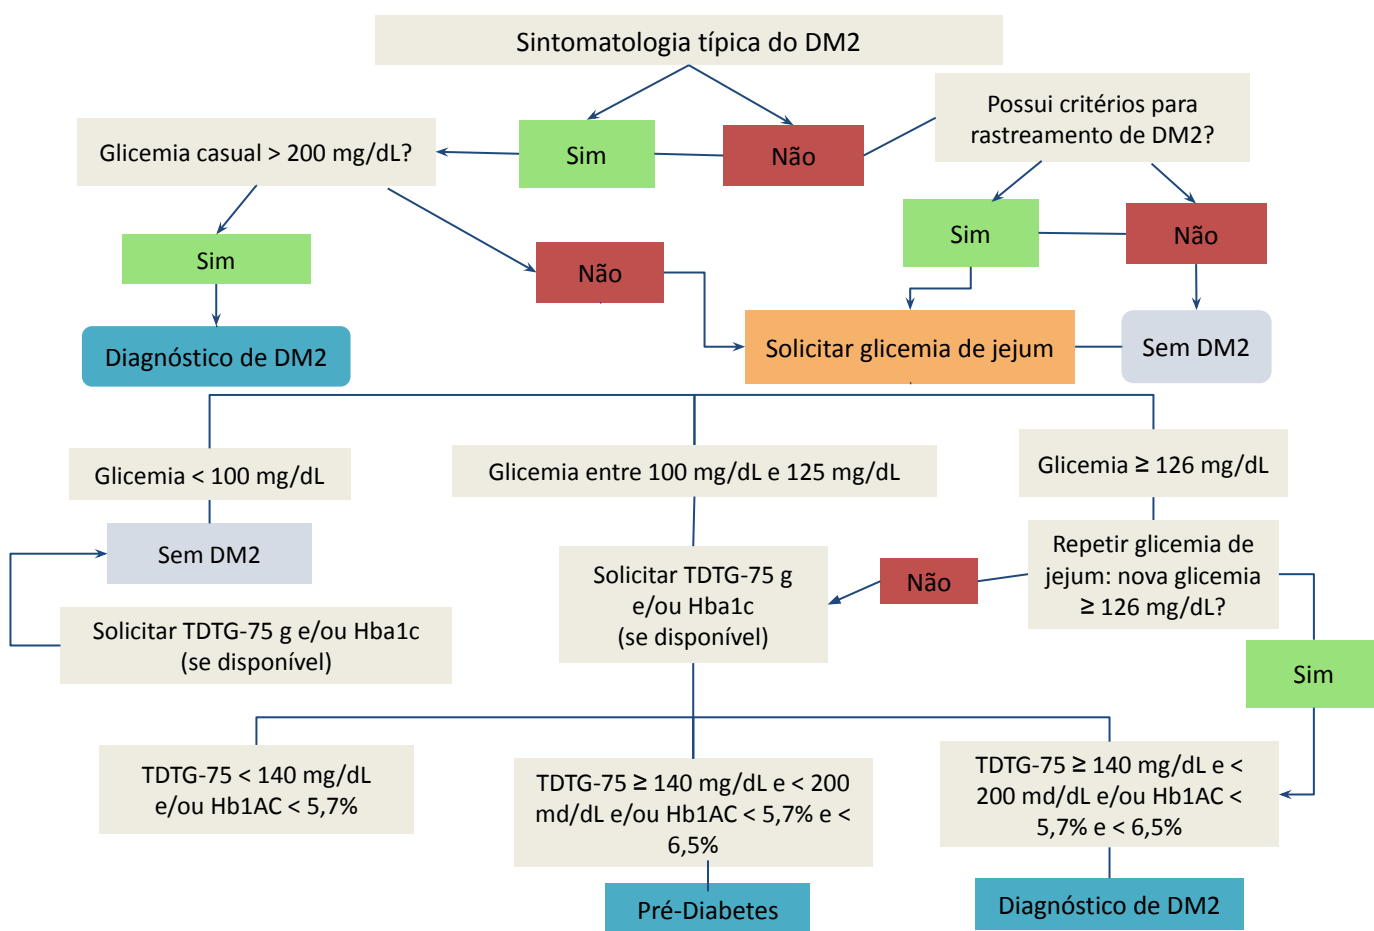 Sintomatologia típica do DM2
Possui critérios para
rastreamento de DM2?
Glicemia casual > 200 mg/dL?
Sim
Não
Sim
Não
Sim
Não
Diagnóstico de DM2
Solicitar glicemia de jejum
Sem DM2
Glicemia < 100 mg/dL
Glicemia entre 100 mg/dL e 125 mg/dL
Glicemia ≥ 126 mg/dL
Sem DM2
Solicitar TDTG-75 g
e/ou Hba1c
(se disponível)
Não
Repetir glicemia de
jejum: nova glicemia
≥ 126 mg/dL?
Solicitar TDTG-75 g e/ou Hba1c
(se disponível)
Sim
TDTG-75 < 140 mg/dL
e/ou Hb1AC < 5,7%
TDTG-75 ≥ 140 mg/dL e < 200
md/dL e/ou Hb1AC < 5,7% e <
6,5%
TDTG-75 ≥ 140 mg/dL e <
200 md/dL e/ou Hb1AC <
5,7% e < 6,5%
Pré-Diabetes
Diagnóstico de DM2